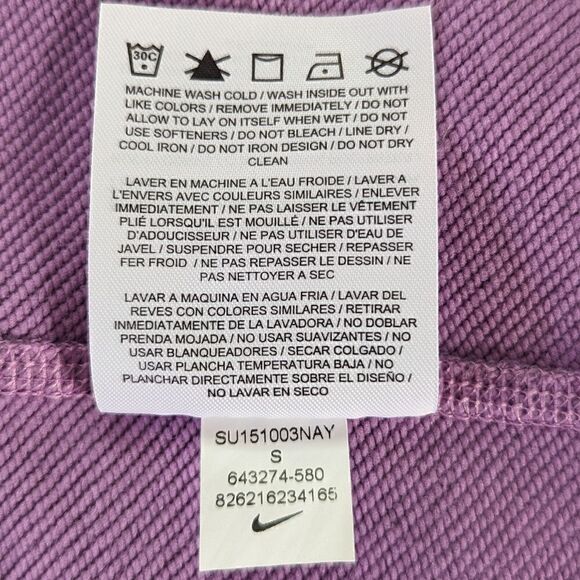 30C
MACHINE WASH COLD / WASH INSIDE OUT WITH
LIKE COLORS / REMOVE IMMEDIATELY / DO NOT
ALLOW TO LAY ON ITSELF WHEN WET / DO NOT
USE SOFTENERS / DO NOT BLEACH / LINE DRY /
COOL IRON / DO NOT IRON DESIGN / DO NOT DRY
CLEAN
LAVER EN MACHINE A L'EAU FROIDE / LAVER A
L'ENVERS AVEC COULEURS SIMILAIRES / ENLEVER
IMMEDIATEMENT / NE PAS LAISSER LE VÊTEMENT
PLIÉ LORSQU'IL EST MOUILLÉ / NE PAS UTILISER
D'ADOUCISSEUR / NE PAS UTILISER D'EAU DE
JAVEL / SUSPENDRE POUR SECHER / REPASSER
FER FROID / NE PAS REPASSER LE DESSIN / NE
PAS NETTOYER A SEC
LAVAR A MAQUINA EN AGUA FRIA / LAVAR DEL
REVES CON COLORES SIMILARES / RETIRAR
INMEDIATAMENTE DE LA LAVADORA / NO DOBLAR
PRENDA MOJADA / NO USAR SUAVIZANTES / NO
USAR BLANQUEADORES / SECAR COLGADO /
USAR PLANCHA TEMPERATURA BAJA / NO
PLANCHAR DIRECTAMENTE SOBRE EL DISEÑO /
NO LAVAR EN SECO
SU151003NAY
S
643274-580
826216234165